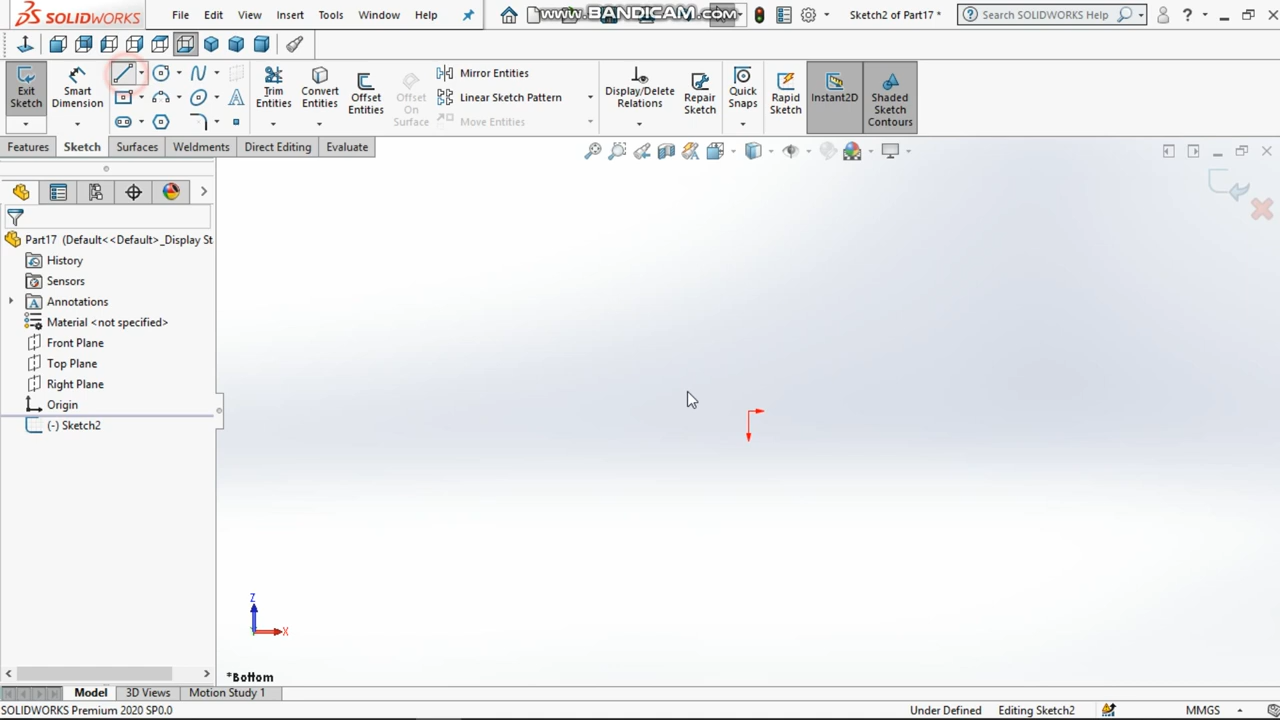 SOLIDWORKS File Edit View Insert Tools Window Help www.BANDICAM.com Sketch2 of Part17 * Search SOLIDWORKS Help ?
Exit Sketch
Smart Dimension
Trim Entities
Convert Entities
Offset Entities
Offset On Surface
Mirror Entities
Linear Sketch Pattern
Move Entities
Display/Delete Relations
Repair Sketch
Quick Snaps
Rapid Sketch
Instant2D
Shaded Sketch Contours
Features Sketch Surfaces Weldments Direct Editing Evaluate
Part17 (Default<<Default>_Display St
History
Sensors
Annotations
Material <not specified>
Front Plane
Top Plane
Right Plane
Origin
(-) Sketch2
Z
X
*Bottom
Model 3D Views Motion Study 1
SOLIDWORKS Premium 2020 SP0.0 Under Defined Editing Sketch2 MMGS